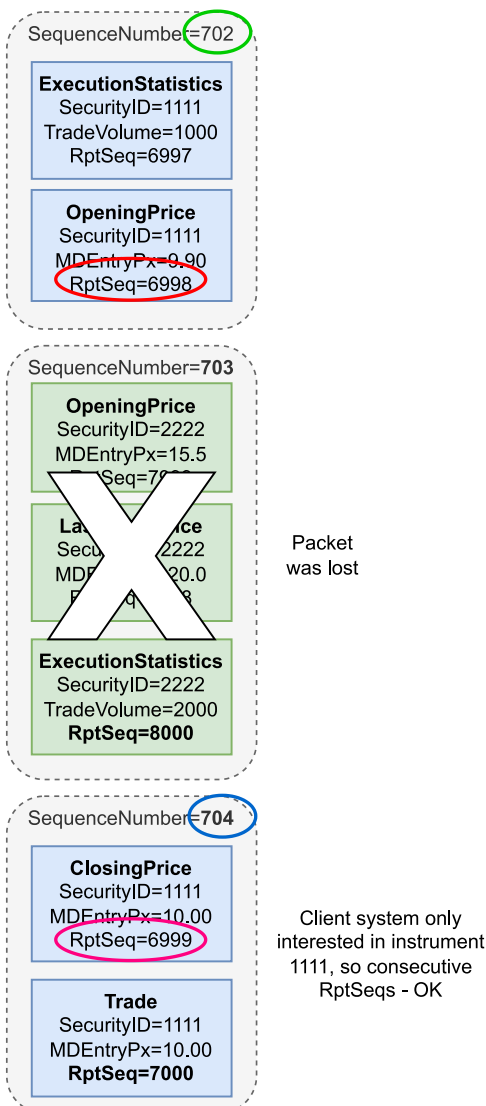 SequenceNumber=702
ExecutionStatistics
SecurityID=1111
TradeVolume=1000
RptSeq=6997
OpeningPrice
SecurityID=1111
MDEntryPx=9.90
RptSeq=6998
SequenceNumber=703
OpeningPrice
SecurityID=2222
MDEntryPx=15.5
ExecutionStatistics
SecurityID=2222
TradeVolume=2000
RptSeq=8000
Packet
was lost
SequenceNumber=704
ClosingPrice
SecurityID=1111
MDEntryPx=10.00
RptSeq=6999
Trade
SecurityID=1111
MDEntryPx=10.00
RptSeq=7000
Client system only
interested in instrument
1111, so consecutive
RptSeqs - OK